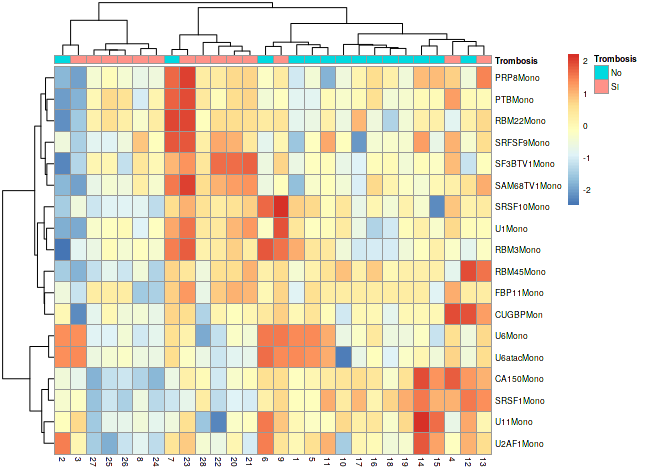 Trombosis
PRP8Mono
PTBMono
RBM22Mono
SRFSF9Mono
SF3BTV1Mono
SAM68TV1Mono
SRSF10Mono
U1Mono
RBM3Mono
RBM45Mono
FBP11Mono
CUGBPMon
U6Mono
U6atacMono
CA150Mono
SRSF1Mono
U11Mono
U2AF1Mono
2 3 27 25 26 8 24 7 23 28 22 20 21 6 9 1 5 11 10 17 16 18 19 14 15 4 12 13
2
1
0
-1
-2
Trombosis
No
SI